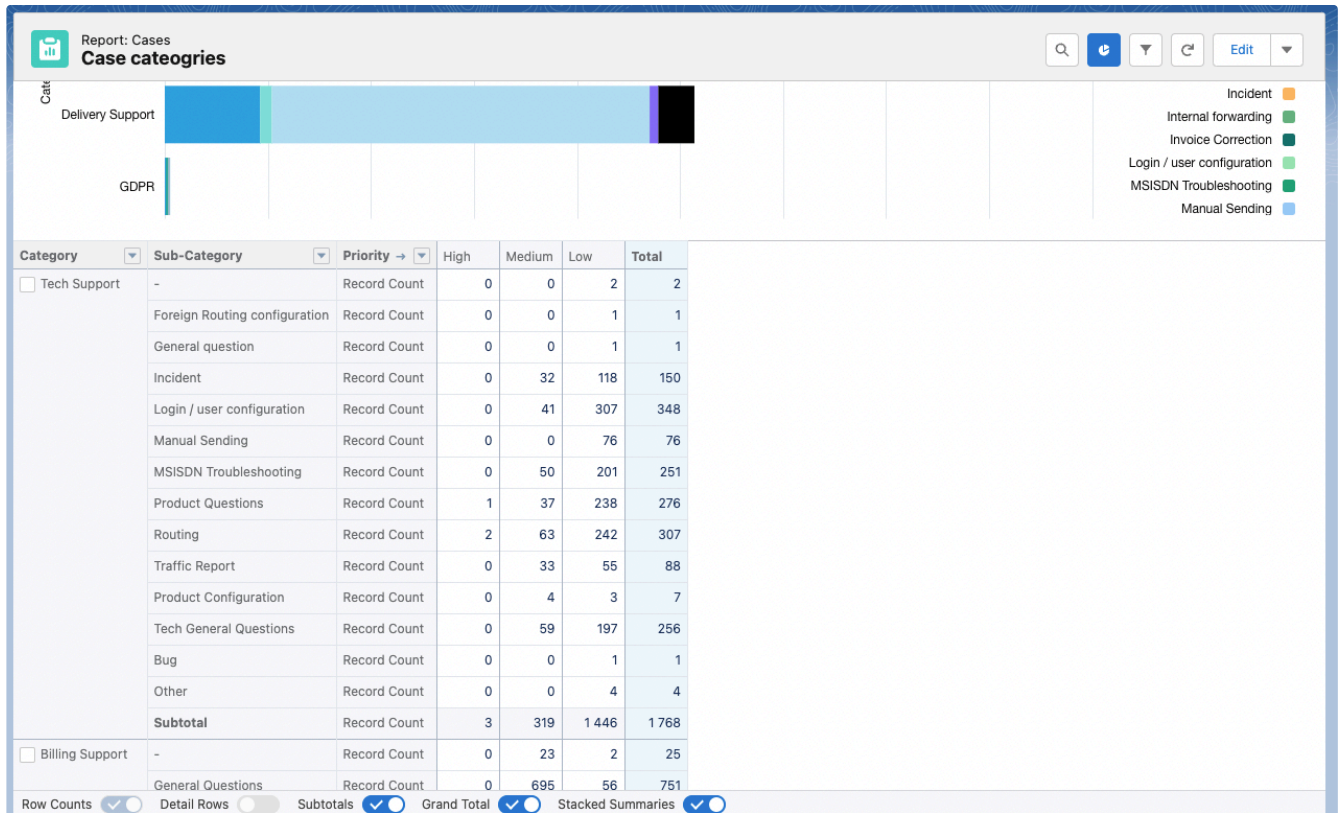 Report: Cases
Case cateogries
Edit
Cate
Delivery Support
GDPR
Incident
Internal forwarding
Invoice Correction
Login / user configuration
MSISDN Troubleshooting
Manual Sending
Category Sub-Category Priority → High Medium Low Total
Tech Support - Record Count 0 0 2 2
Foreign Routing configuration Record Count 0 0 1 1
General question Record Count 0 0 1 1
Incident Record Count 0 32 118 150
Login / user configuration Record Count 0 41 307 348
Manual Sending Record Count 0 0 76 76
MSISDN Troubleshooting Record Count 0 50 201 251
Product Questions Record Count 1 37 238 276
Routing Record Count 2 63 242 307
Traffic Report Record Count 0 33 55 88
Product Configuration Record Count 0 4 3 7
Tech General Questions Record Count 0 59 197 256
Bug Record Count 0 0 1 1
Other Record Count 0 0 4 4
Subtotal Record Count 3 319 1 446 1 768
Billing Support - Record Count 0 23 2 25
General Questions Record Count 0 695 56 751
Row Counts Detail Rows Subtotals Grand Total Stacked Summaries